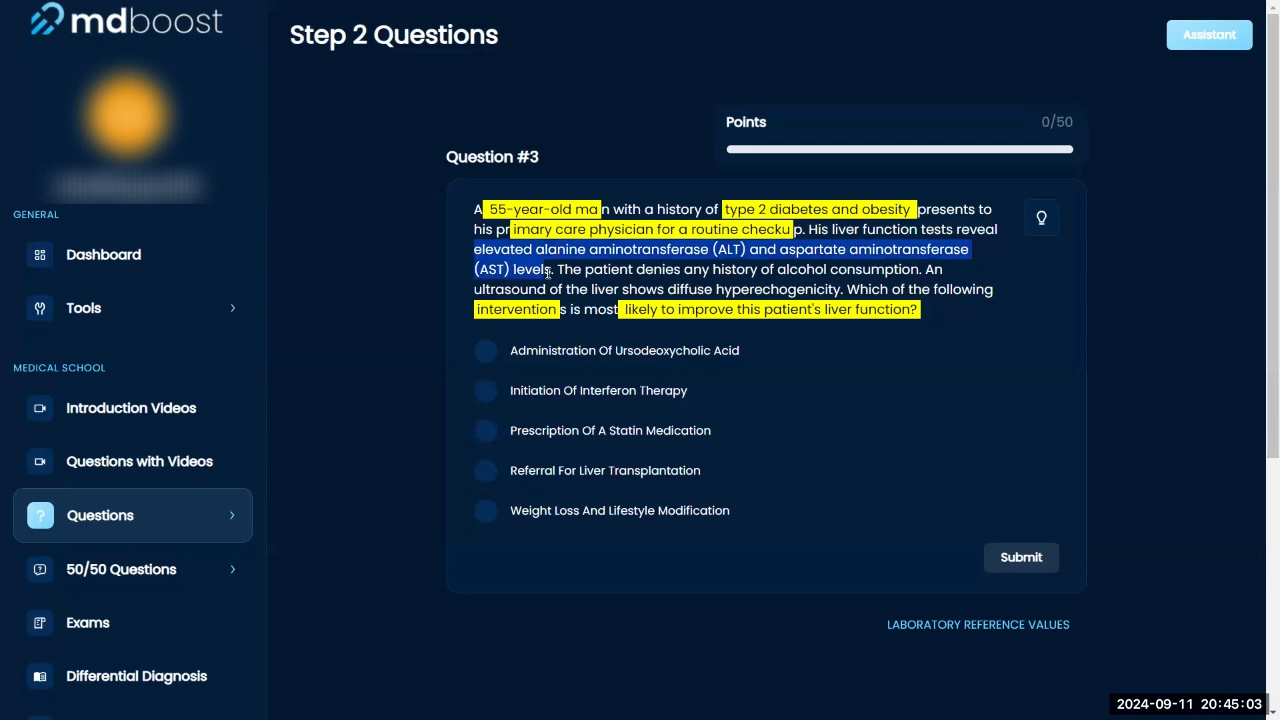 mdboost
Step 2 Questions
Assistant
Points
0/50
Question #3
GENERAL
Dashboard
Tools
MEDICAL SCHOOL
Introduction Videos
Questions with Videos
Questions
50/50 Questions
Exams
Differential Diagnosis
A 55-year-old man with a history of type 2 diabetes and obesity presents to
his primary care physician for a routine checkup. His liver function tests reveal
elevated alanine aminotransferase (ALT) and aspartate aminotransferase
(AST) levels. The patient denies any history of alcohol consumption. An
ultrasound of the liver shows diffuse hyperechogenicity. Which of the following
interventions is most likely to improve this patient's liver function?
Administration Of Ursodeoxycholic Acid
Initiation Of Interferon Therapy
Prescription Of A Statin Medication
Referral For Liver Transplantation
Weight Loss And Lifestyle Modification
Submit
LABORATORY REFERENCE VALUES
2024-09-11 20:45:03